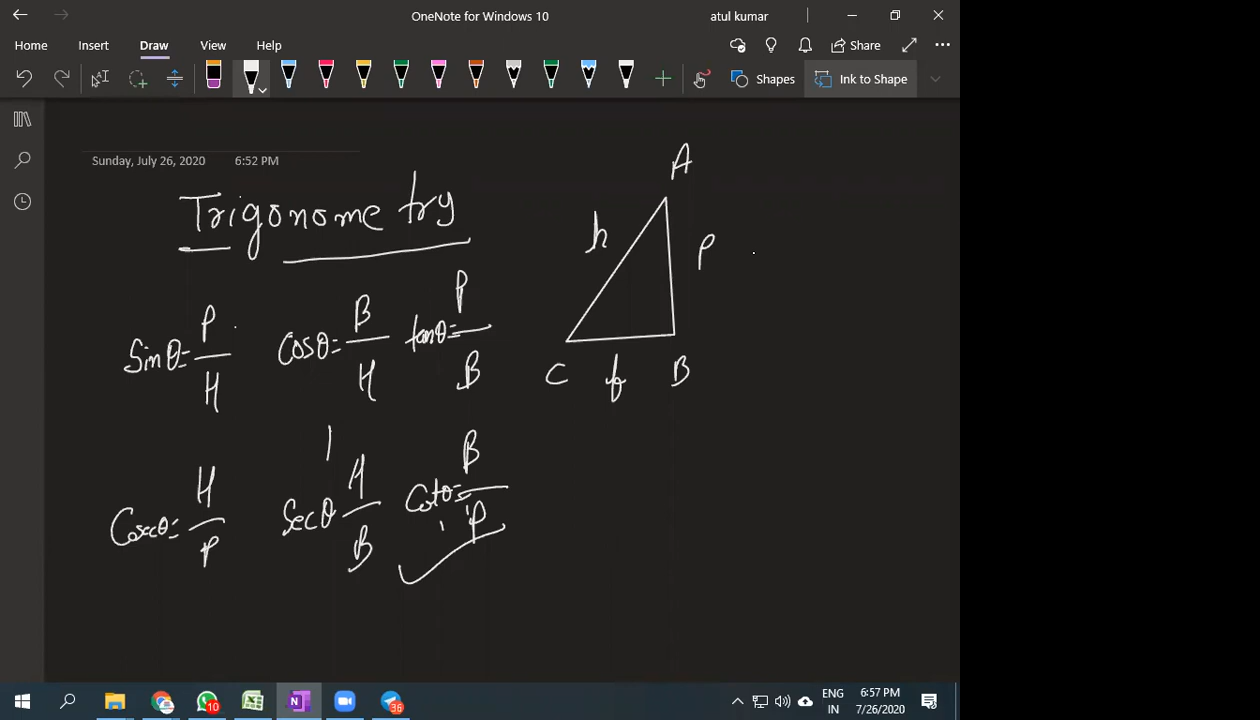 OneNote for Windows 10
atul kumar
Home Insert Draw View Help
Share
Shapes
Ink to Shape
Sunday, July 26, 2020 6:52 PM
Trigonometry
Sinθ = P/H Cosθ = B/H tanθ = P/B
Cosecθ = H/P Secθ H/B Cotθ = B/P
A
h
P
C
B
10
36
ENG
IN
6:57 PM
7/26/2020